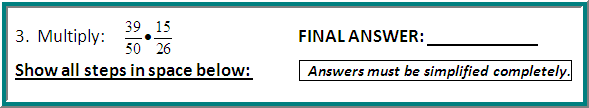 3. Multiply: 39/50 • 15/26 FINAL ANSWER: ____________
Show all steps in space below: Answers must be simplified completely.